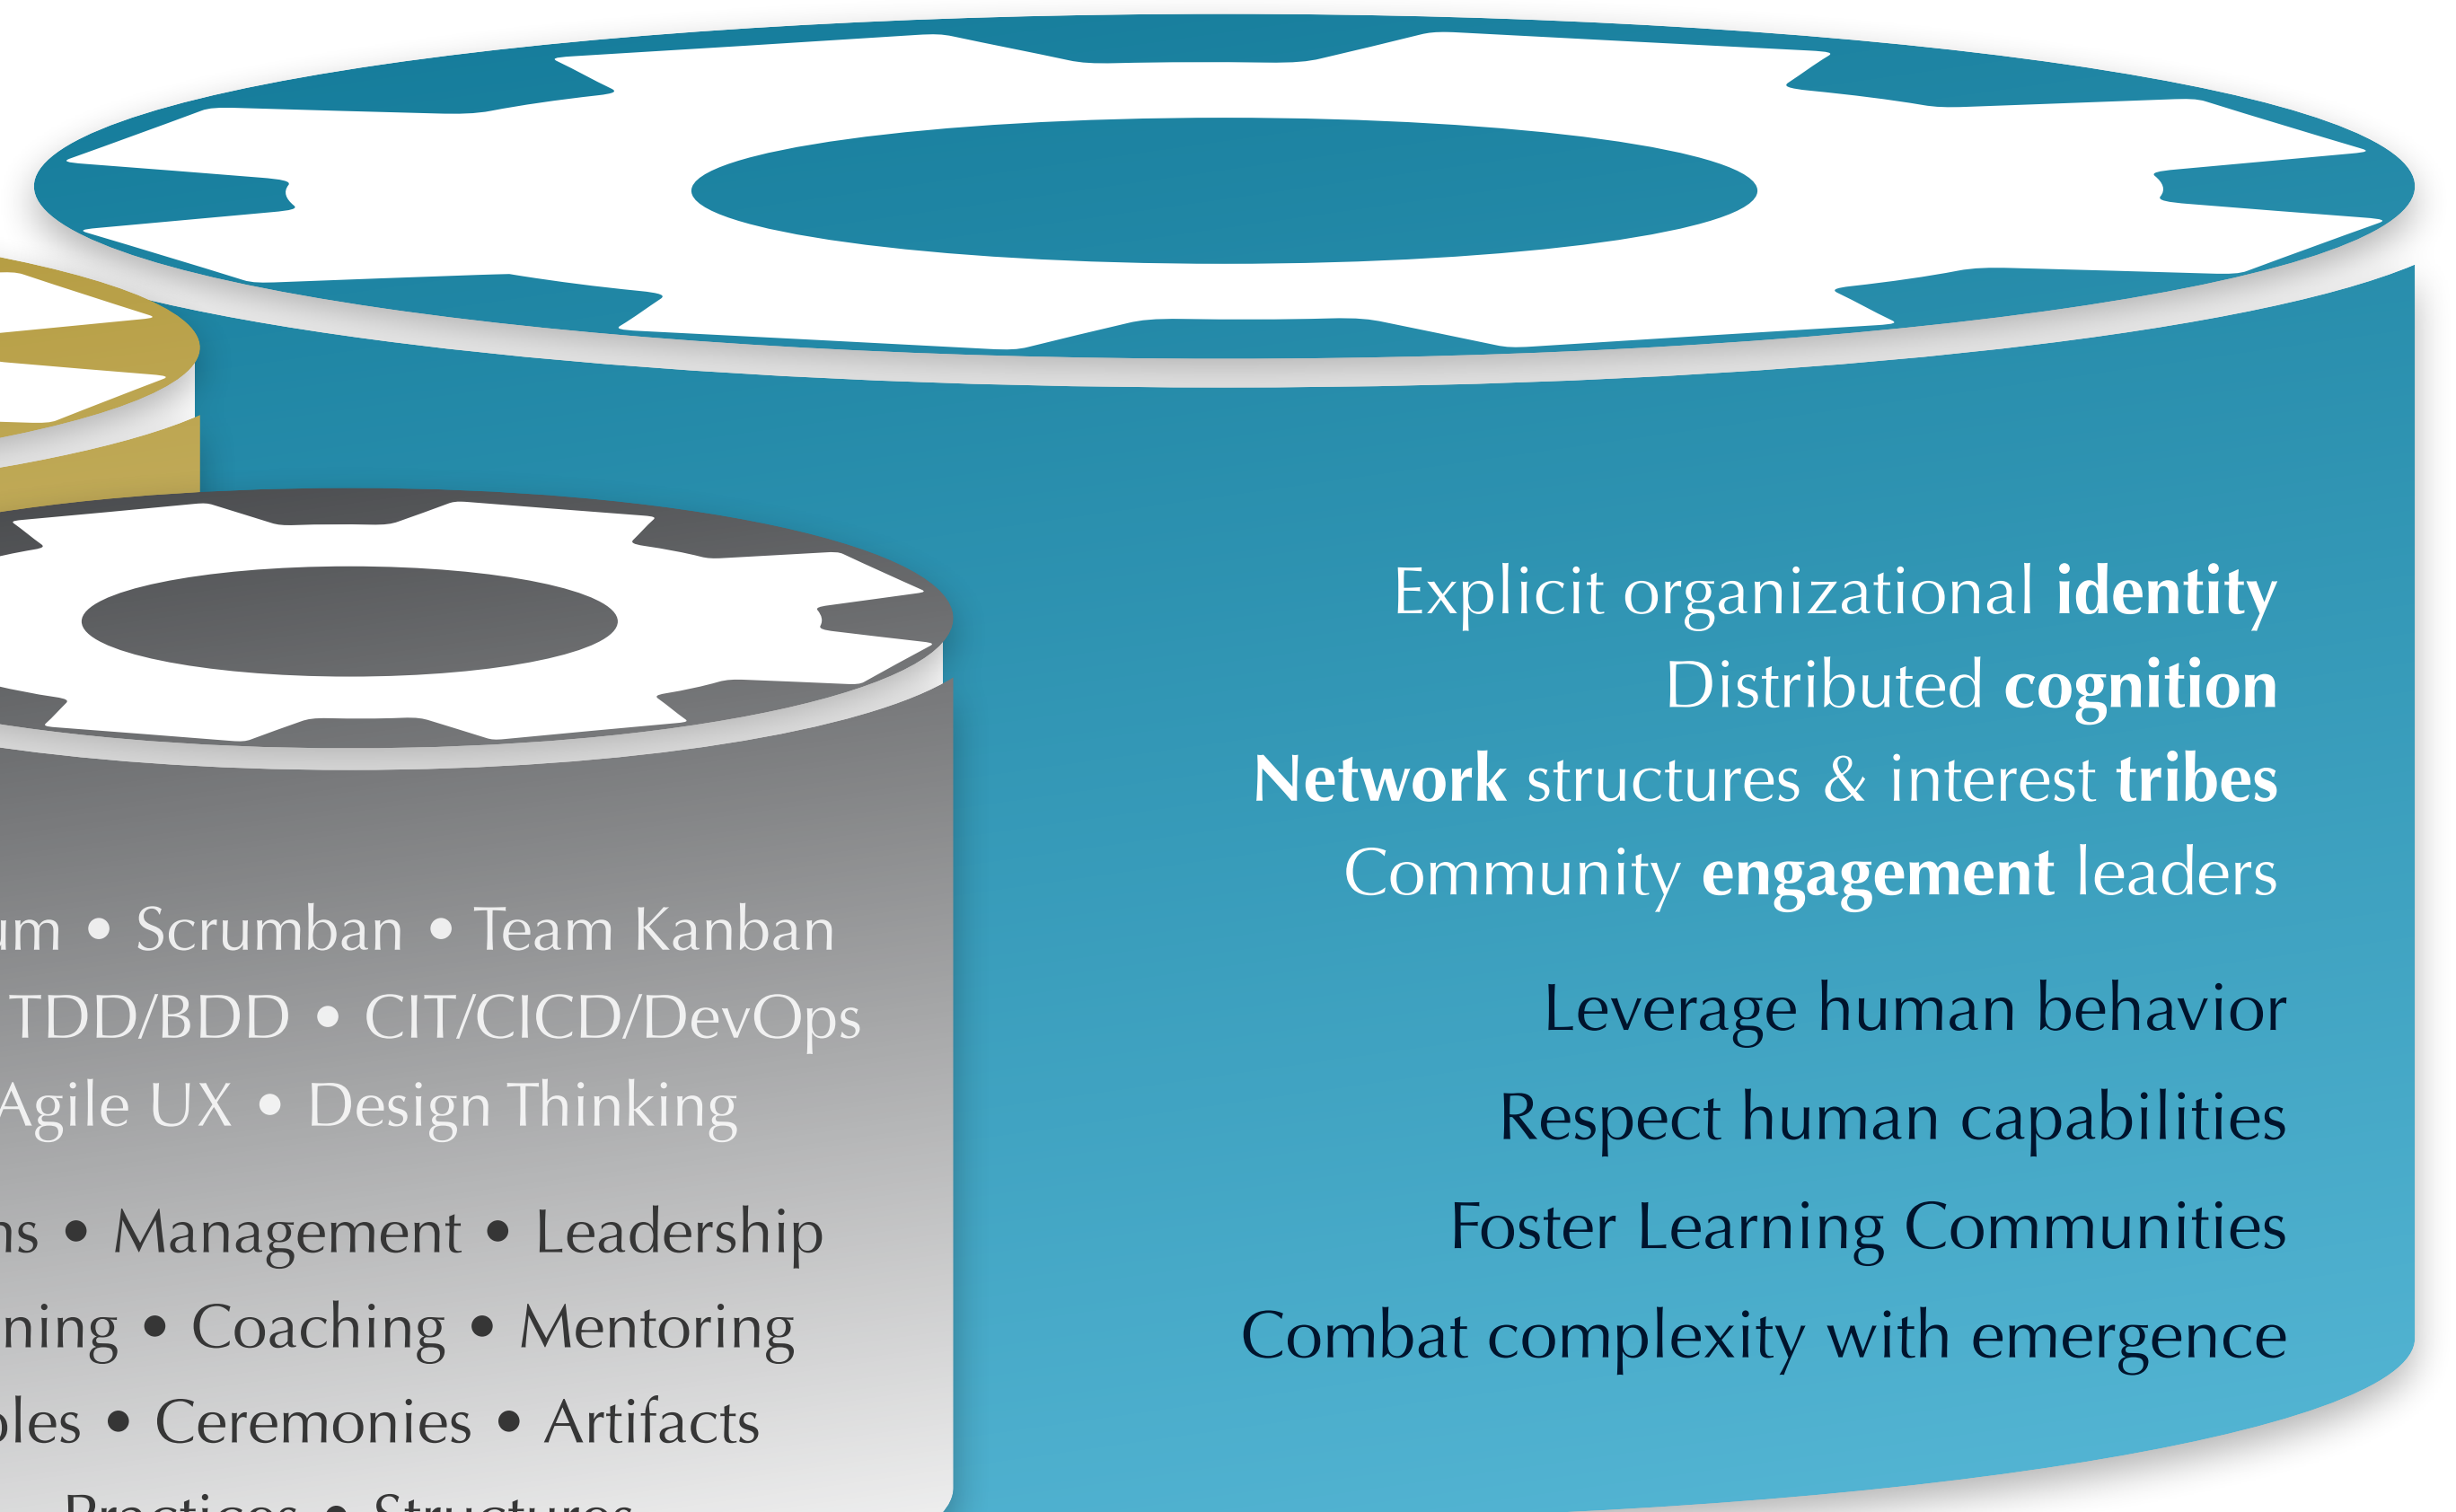 Explicit organizational identity
Distributed cognition
Network structures & interest tribes
Community engagement leaders
Leverage human behavior
Respect human capabilities
Foster Learning Communities
Combat complexity with emergence
• Scrumban • Team Kanban
TDD/BDD • CIT/CICD/DevOps
Agile UX • Design Thinking
• Management • Leadership
• Coaching • Mentoring
• Ceremonies • Artifacts
Practices • Structures